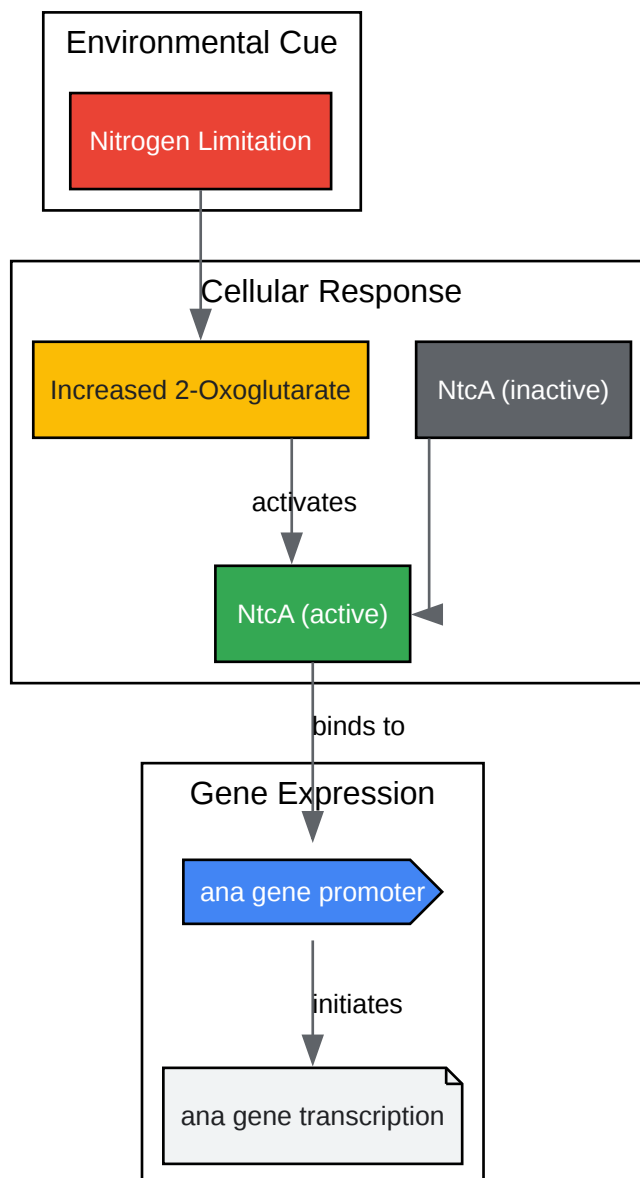 Environmental Cue
Nitrogen Limitation
Cellular Response
Increased 2-Oxoglutarate
NtcA (inactive)
activates
NtcA (active)
binds to
Gene Expression
ana gene promoter
initiates
ana gene transcription